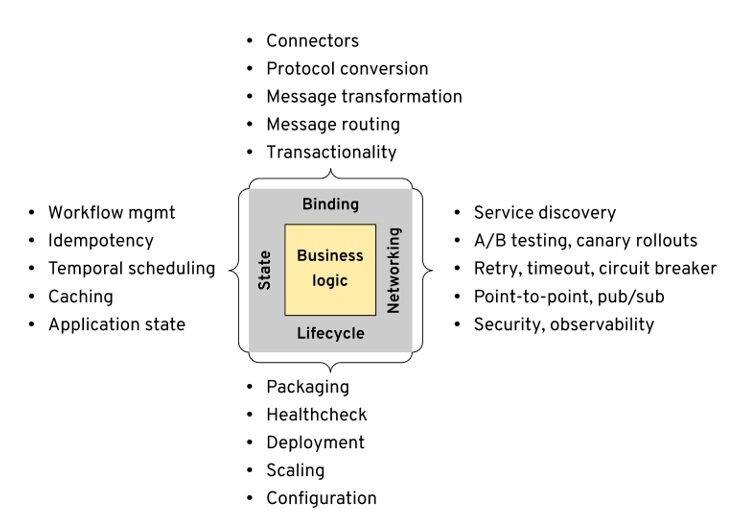 • Connectors
• Protocol conversion
• Message transformation
• Message routing
• Transactionality
• Workflow mgmt
• Idempotency
• Temporal scheduling
• Caching
• Application state
Binding
State
Business
logic
Networking
Lifecycle
• Service discovery
• A/B testing, canary rollouts
• Retry, timeout, circuit breaker
• Point-to-point, pub/sub
• Security, observability
• Packaging
• Healthcheck
• Deployment
• Scaling
• Configuration